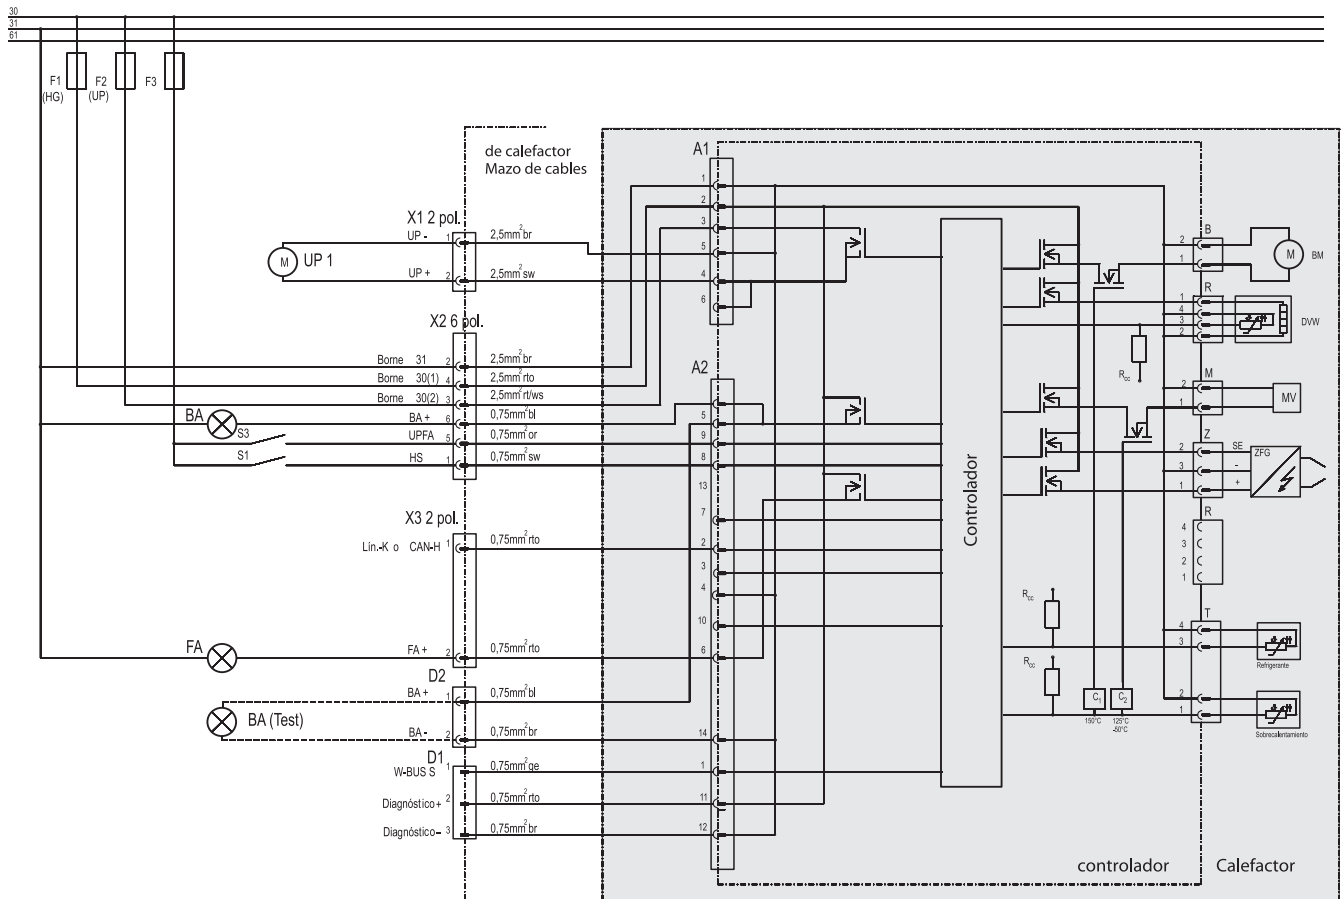 30
31
61
F1
(HG)
F2
(UP)
F3
de calefactor
Mazo de cables
A1
1
2
3
5
4
6
X1 2 pol.
UP - 1 2,5mm² br
M UP 1
UP + 2 2,5mm² sw
X2 6 pol.
Borne 31 2 2,5mm² br
Borne 30(1) 4 2,5mm² rto
Borne 30(2) 3 2,5mm² rt/ws
BA
BA + 6 0,75mm² bl
S3
UPFA 5 0,75mm² or
S1
HS 1 0,75mm² sw
A2
5
9
8
13
7
2
3
4
10
6
14
1
11
12
X3 2 pol.
Lín.-K o CAN-H 1 0,75mm² rto
FA
FA + 2 0,75mm² rto
D2
BA + 1 0,75mm² bl
BA (Test)
BA - 2 0,75mm² br
D1
W-BUS S 1 0,75mm² ge
Diagnóstico+ 2 0,75mm² rto
Diagnóstico- 3 0,75mm² br
Controlador
B
2
1
M BM
R
1
4
3
2
DVW
Rcc
M
2
1
MV
Z
2 SE
3 -
1 +
ZFG
R
4
3
2
1
Rcc
T
4
3
Refrigerante
Rcc
2
1
Sobrecalentamiento
C1
150°C
C2
125°C
-50°C
controlador
Calefactor